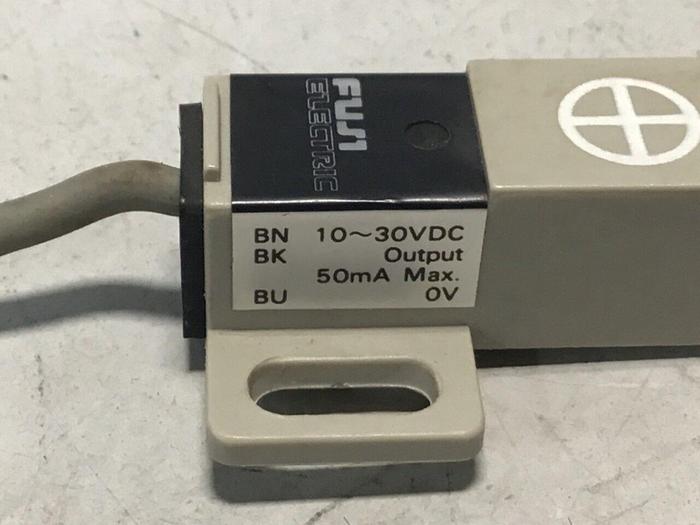 FUJI
ELECTRIC
BN 10~30VDC
BK Output
50mA Max.
BU 0V